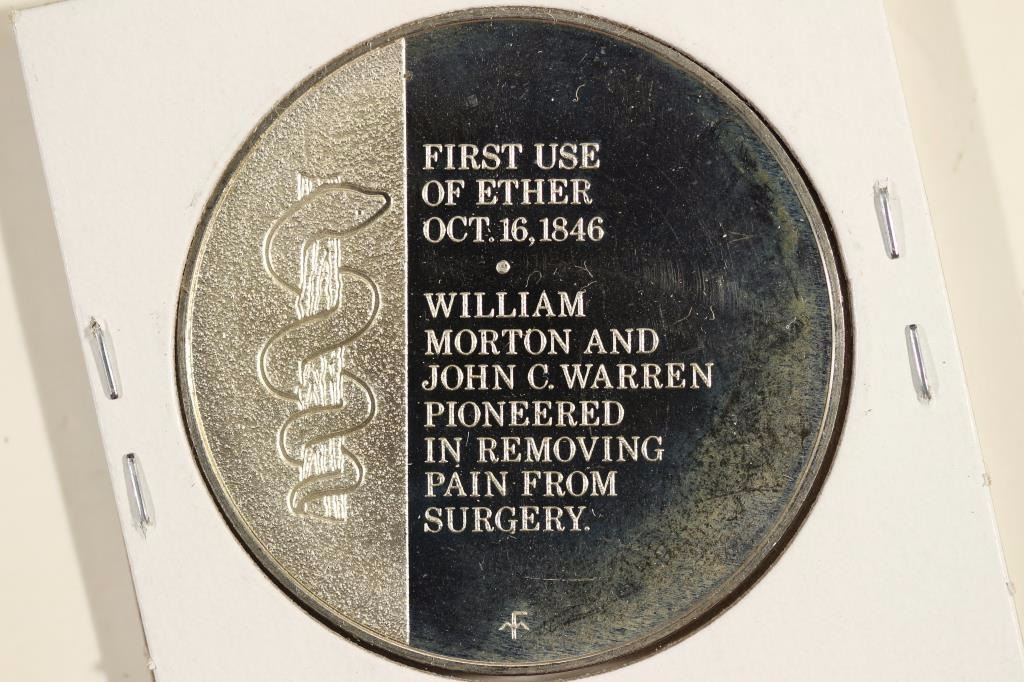 FIRST USE
OF ETHER
OCT. 16, 1846
WILLIAM
MORTON AND
JOHN C. WARREN
PIONEERED
IN REMOVING
PAIN FROM
SURGERY.